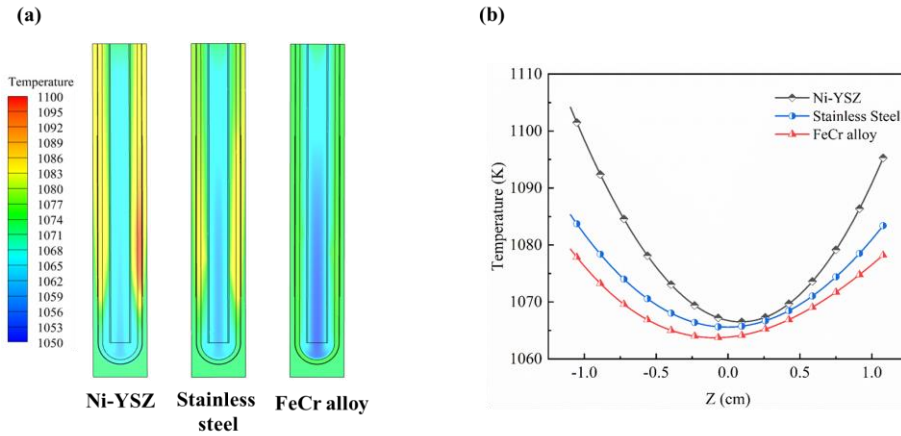 (a)
Temperature
1100
1095
1092
1089
1086
1083
1080
1077
1074
1071
1068
1065
1062
1059
1056
1053
1050
Ni-YSZ
Stainless
steel
FeCr alloy
(b)
1110
1100
1090
1080
1070
1060
Temperature (K)
Ni-YSZ
Stainless Steel
FeCr alloy
-1.0
-0.5
0.0
0.5
1.0
Z (cm)